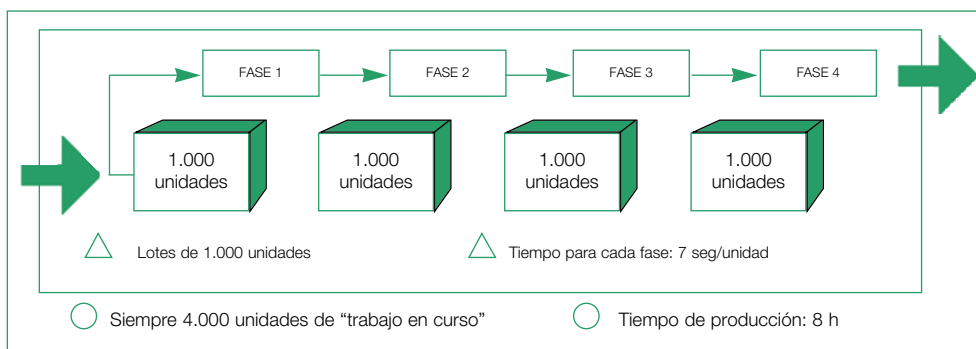 FASE 1
FASE 2
FASE 3
FASE 4
1.000
unidades
1.000
unidades
1.000
unidades
1.000
unidades
Lotes de 1.000 unidades
Tiempo para cada fase: 7 seg/unidad
Siempre 4.000 unidades de “trabajo en curso”
Tiempo de producción: 8 h